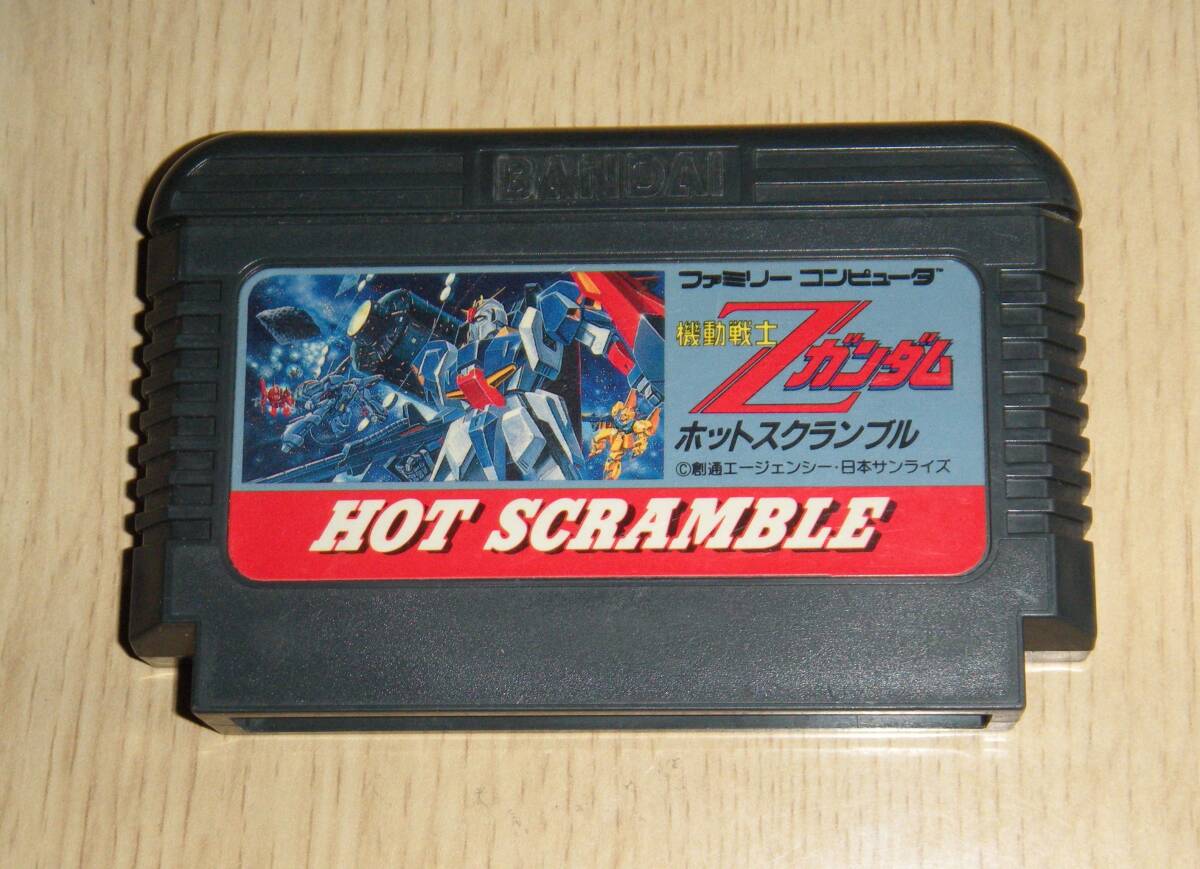 BANDAI
ファミリー コンピュータ™
機動戦士
Zガンダム
ホットスクランブル
©創通エージェンシー・日本サンライズ
HOT SCRAMBLE